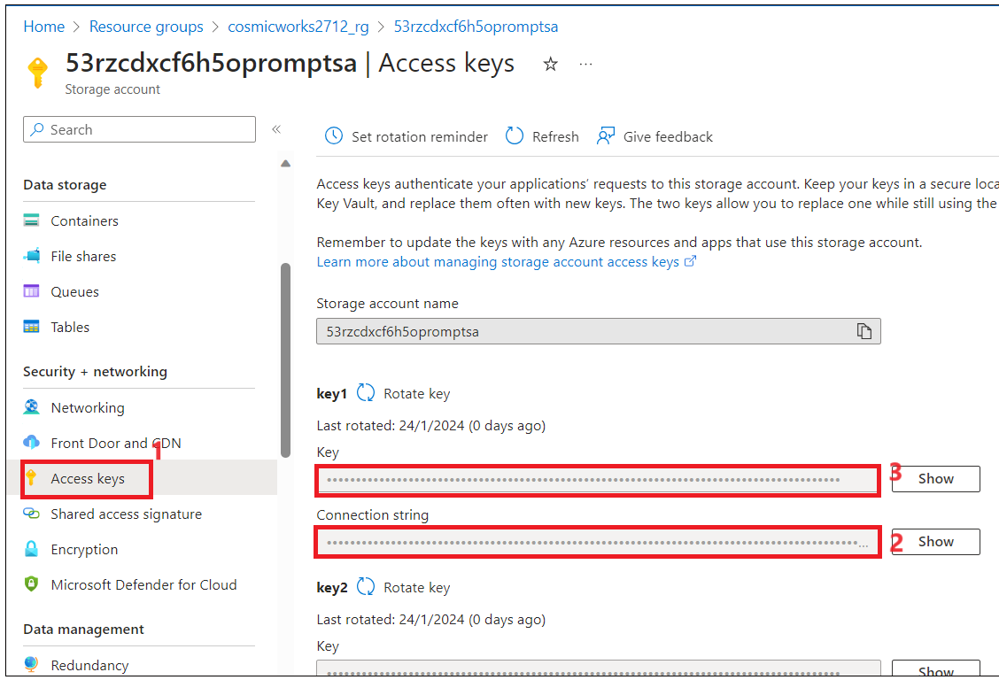 Home > Resource groups > cosmicworks2712_rg > 53rzcdxcf6h5opromptsa
53rzcdxcf6h5opromptsa | Access keys
Storage account
Search
Data storage
Containers
File shares
Queues
Tables
Security + networking
Networking
Front Door and CDN
1
Access keys
Shared access signature
Encryption
Microsoft Defender for Cloud
Data management
Redundancy
Set rotation reminder Refresh Give feedback
Access keys authenticate your applications' requests to this storage account. Keep your keys in a secure loca
Key Vault, and replace them often with new keys. The two keys allow you to replace one while still using the
Remember to update the keys with any Azure resources and apps that use this storage account.
Learn more about managing storage account access keys
Storage account name
53rzcdxcf6h5opromptsa
key1 Rotate key
Last rotated: 24/1/2024 (0 days ago)
Key
3 Show
Connection string
2 Show
key2 Rotate key
Last rotated: 24/1/2024 (0 days ago)
Key
Show